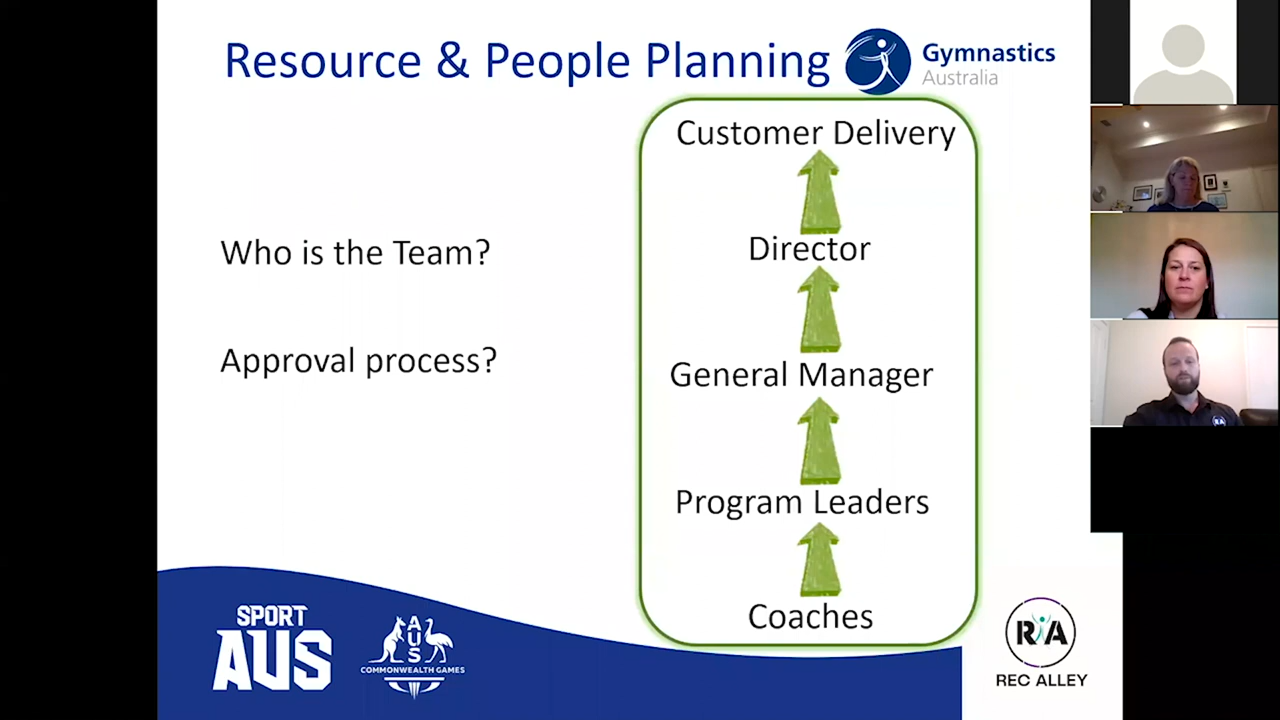 Resource & People Planning
Gymnastics
Australia
Customer Delivery
Director
Who is the Team?
Approval process?
General Manager
Program Leaders
Coaches
SPORT
AUS
AUS
COMMONWEALTH GAMES
RA
REC ALLEY
RA